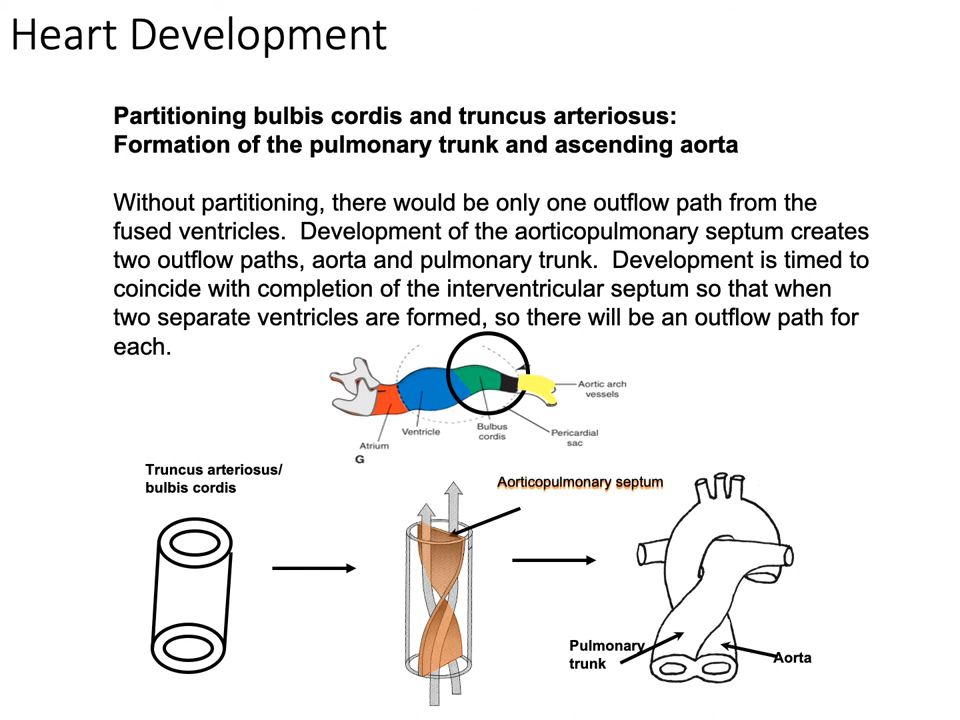 Heart Development
Partitioning bulbis cordis and truncus arteriosus:
Formation of the pulmonary trunk and ascending aorta
Without partitioning, there would be only one outflow path from the
fused ventricles.  Development of the aorticopulmonary septum creates
two outflow paths, aorta and pulmonary trunk.  Development is timed to
coincide with completion of the interventricular septum so that when
two separate ventricles are formed, so there will be an outflow path for
each.
Aortic arch
vessels
Ventricle
Bulbus
cordis
Pericardial
sac
Atrium
G
Truncus arteriosus/
bulbis cordis
Aorticopulmonary septum
Pulmonary
trunk
Aorta